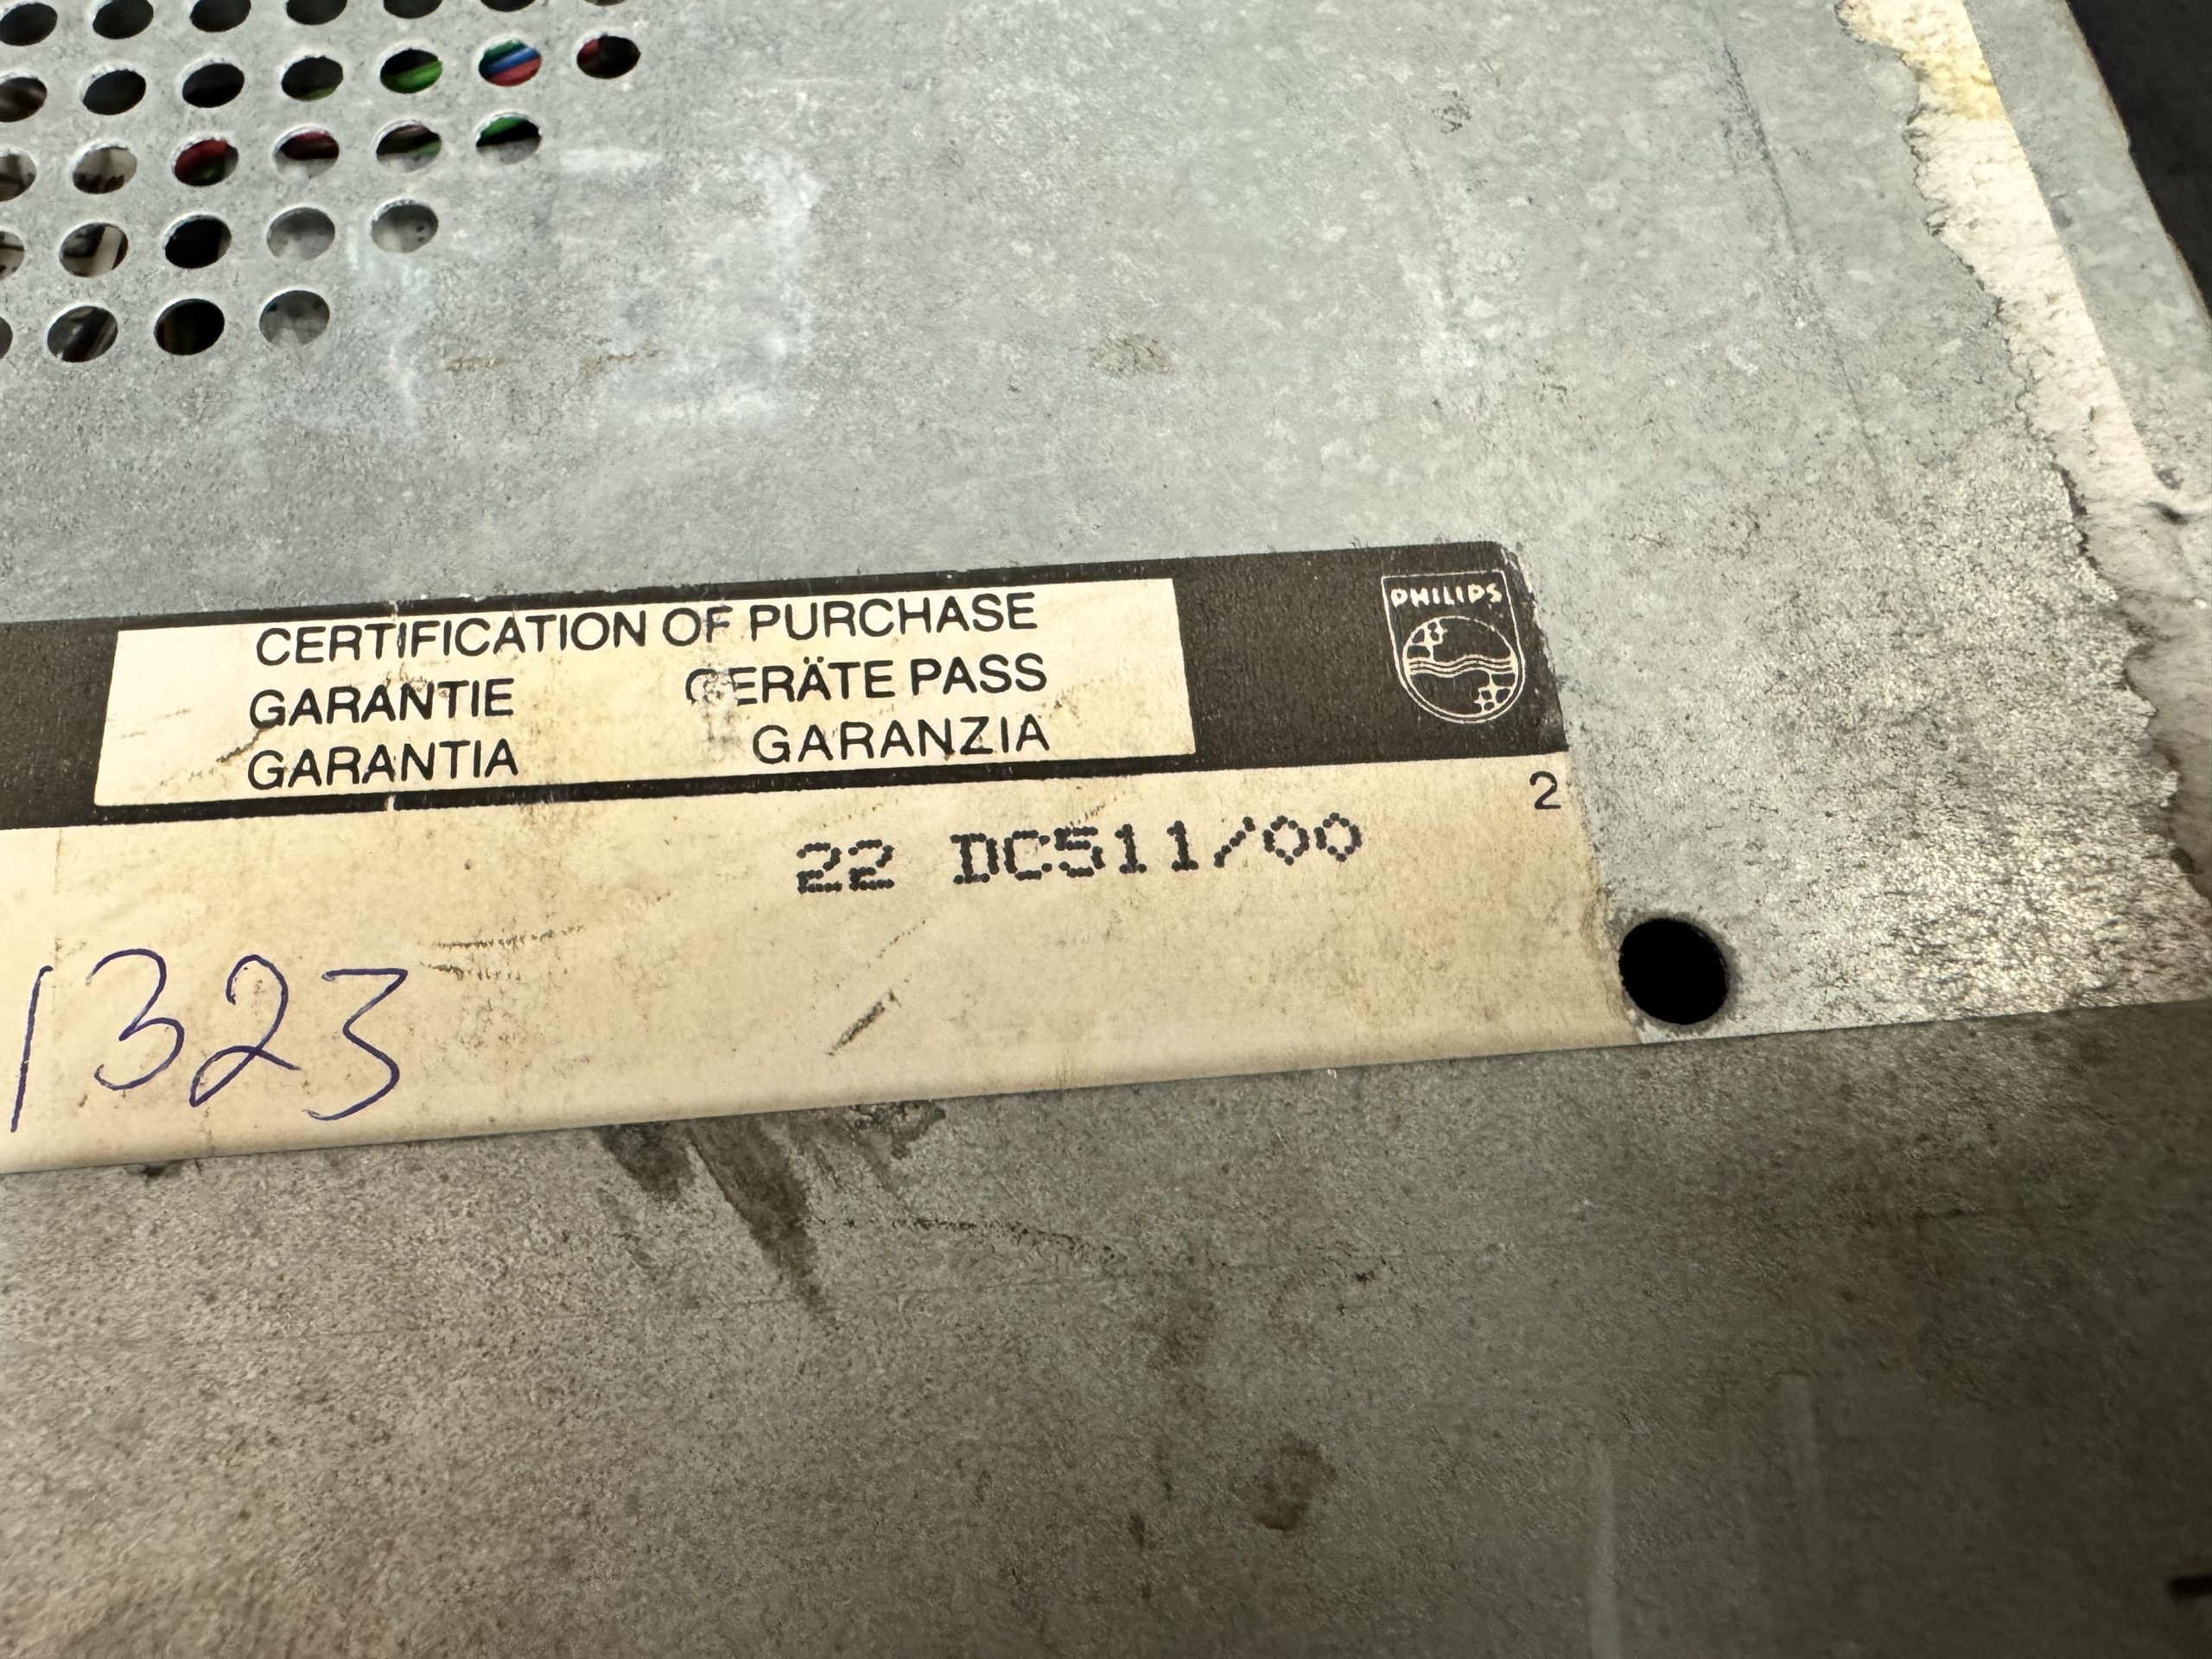 CERTIFICATION OF PURCHASE
GARANTIE GERÄTE PASS
GARANTIA GARANZIA
PHILIPS
2
22 DC511/00
1323